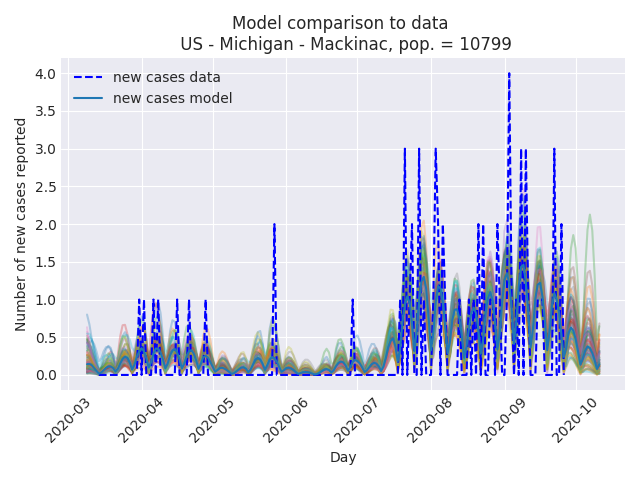 Model comparison to data
US - Michigan - Mackinac, pop. = 10799
new cases data
new cases model
Number of new cases reported
4.0
3.5
3.0
2.5
2.0
1.5
1.0
0.5
0.0
2020-03
2020-04
2020-05
2020-06
2020-07
2020-08
2020-09
2020-10
Day